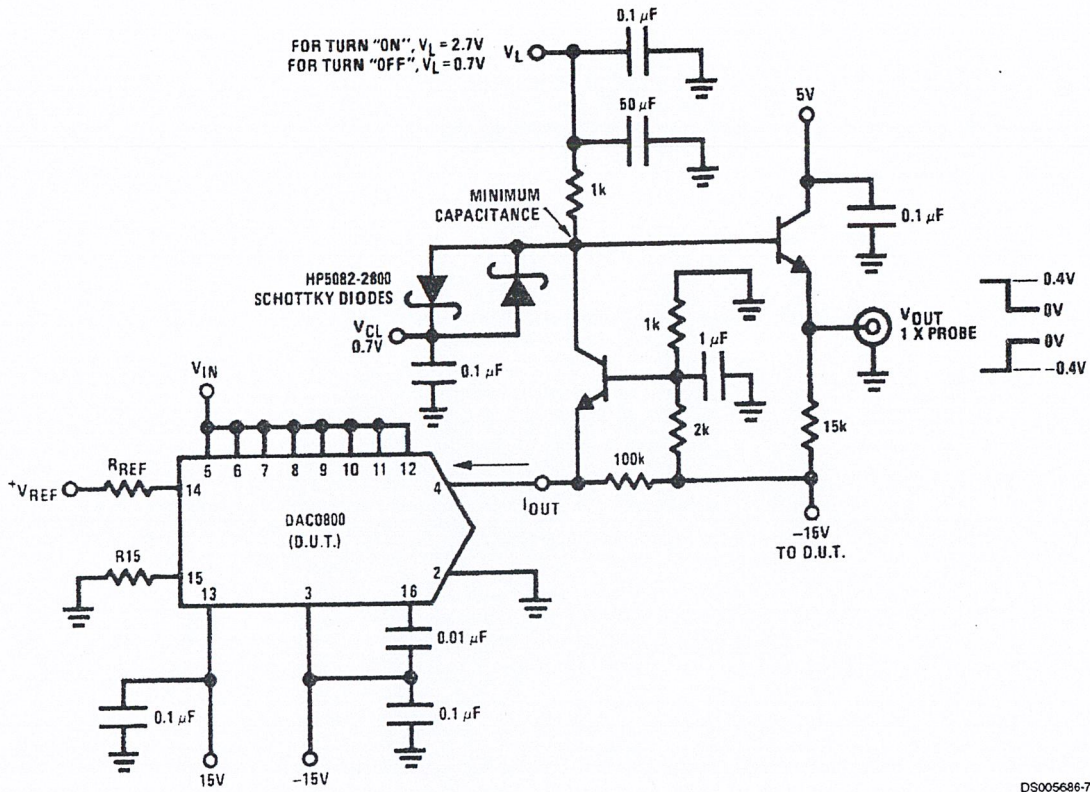 FOR TURN "ON", VL = 2.7V
FOR TURN "OFF", VL = 0.7V
VL
0.1 μF
50 μF
5V
1k
MINIMUM
CAPACITANCE
0.1 μF
HP5082-2800
SCHOTTKY DIODES
VCL
0.7V
0.1 μF
1k
1 μF
VOUT
1 X PROBE
0.4V
0V
0V
−0.4V
VIN
2k
15k
5
6
7
8
9
10
11
12
RREF
+VREF
14
4
100k
IOUT
DAC0800
(D.U.T.)
−15V
TO D.U.T.
R15
15
2
13
3
16
0.01 μF
0.1 μF
0.1 μF
15V
-15V
DS005686-7